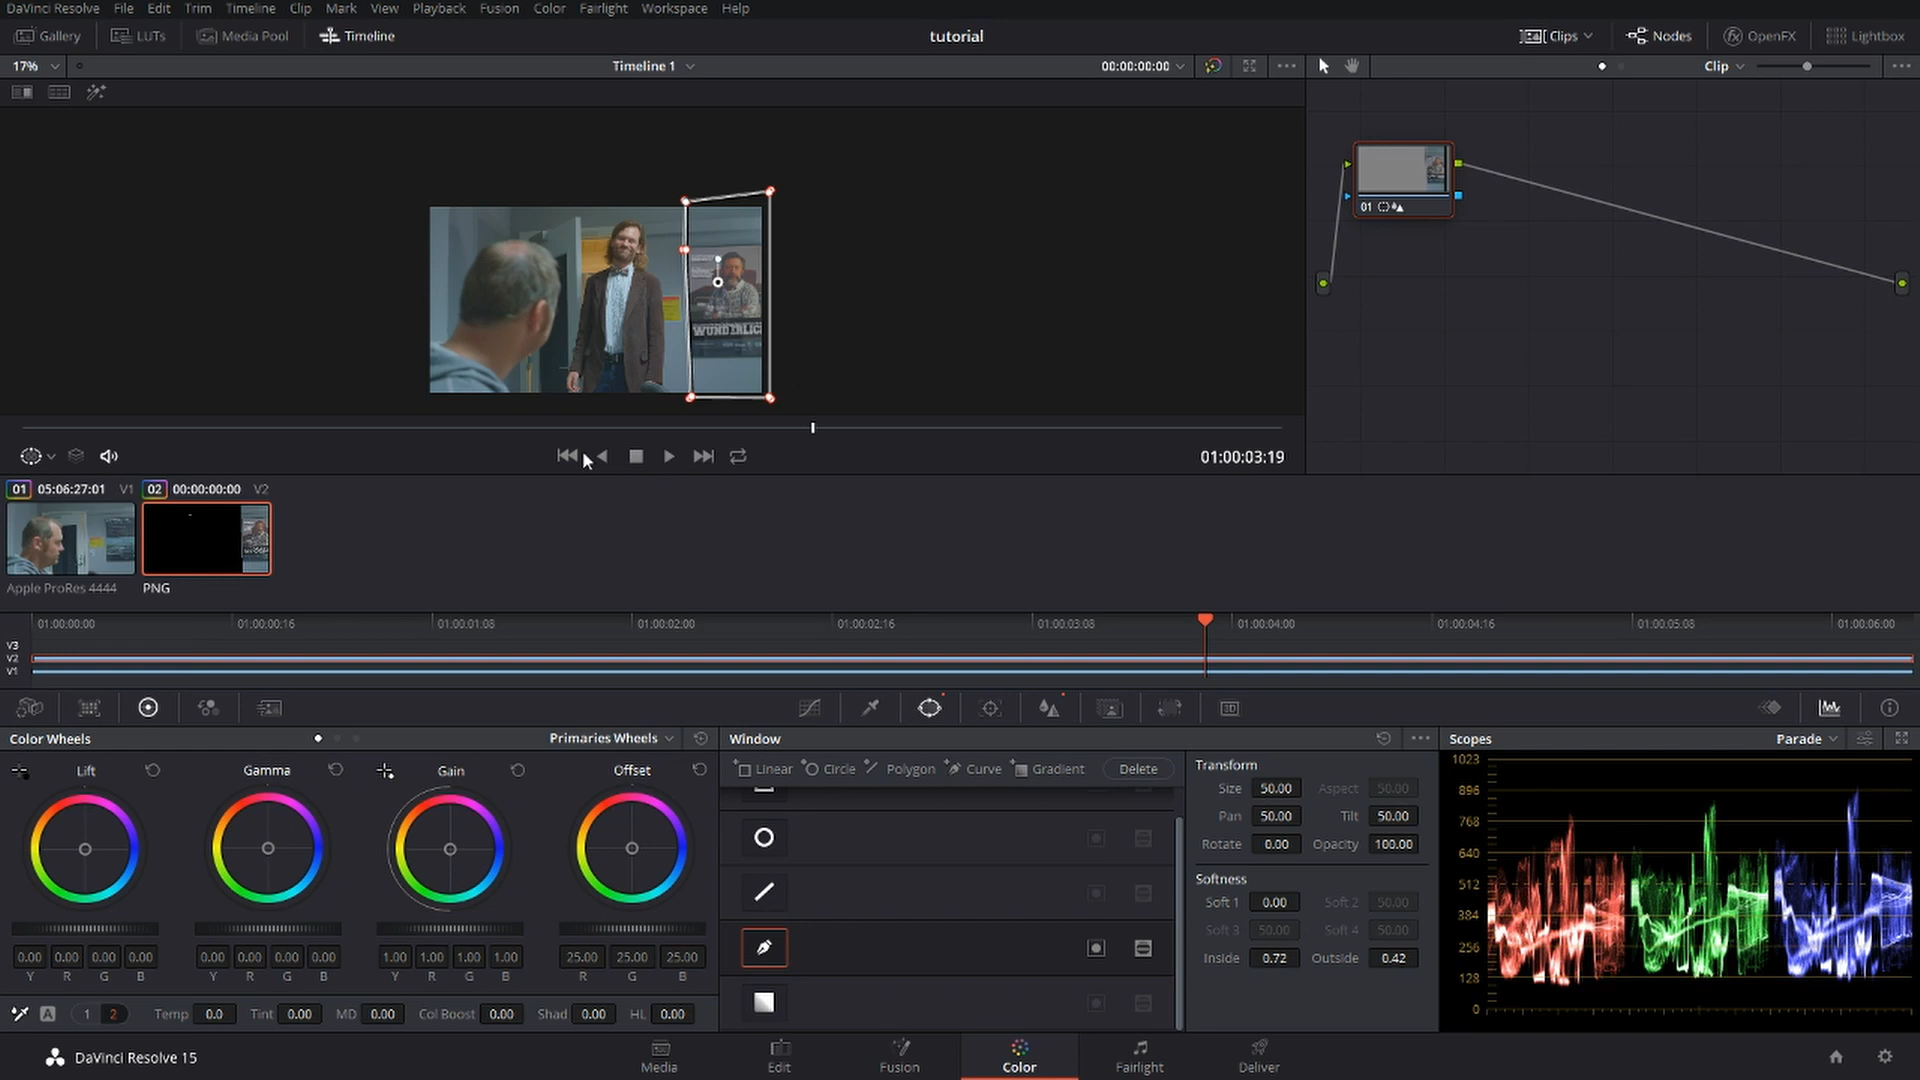 DaVinci Resolve File Edit Trim Timeline Clip Mark View Playback Fusion Color Fairlight Workspace Help
Gallery LUTs Media Pool Timeline tutorial Clips Nodes OpenFX Lightbox
17% Timeline 1 00:00:00:00 Clip
WUNDERLICH
01
01:00:03:19
01 05:06:27:01 V1 02 00:00:00:00 V2
Apple ProRes 4444 PNG
01:00:00:00 01:00:00:16 01:00:01:08 01:00:02:00 01:00:02:16 01:00:03:08 01:00:04:00 01:00:04:16 01:00:05:08 01:00:06:00
V3
V2
V1
3D
Color Wheels Primaries Wheels Window Scopes Parade
Lift Gamma Gain Offset
Linear Circle Polygon Curve Gradient Delete
Transform
Size 50.00 Aspect 50.00
Pan 50.00 Tilt 50.00
Rotate 0.00 Opacity 100.00
Softness
Soft 1 0.00 Soft 2 50.00
Soft 3 50.00 Soft 4 50.00
Inside 0.72 Outside 0.42
1023
896
768
640
512
384
256
128
0
0.00 0.00 0.00 0.00 0.00 0.00 0.00 0.00 1.00 1.00 1.00 1.00 25.00 25.00 25.00
Y R G B Y R G B Y R G B R G B
A 1 2 Temp 0.0 Tint 0.00 MD 0.00 Col Boost 0.00 Shad 0.00 HL 0.00
DaVinci Resolve 15 Media Edit Fusion Color Fairlight Deliver